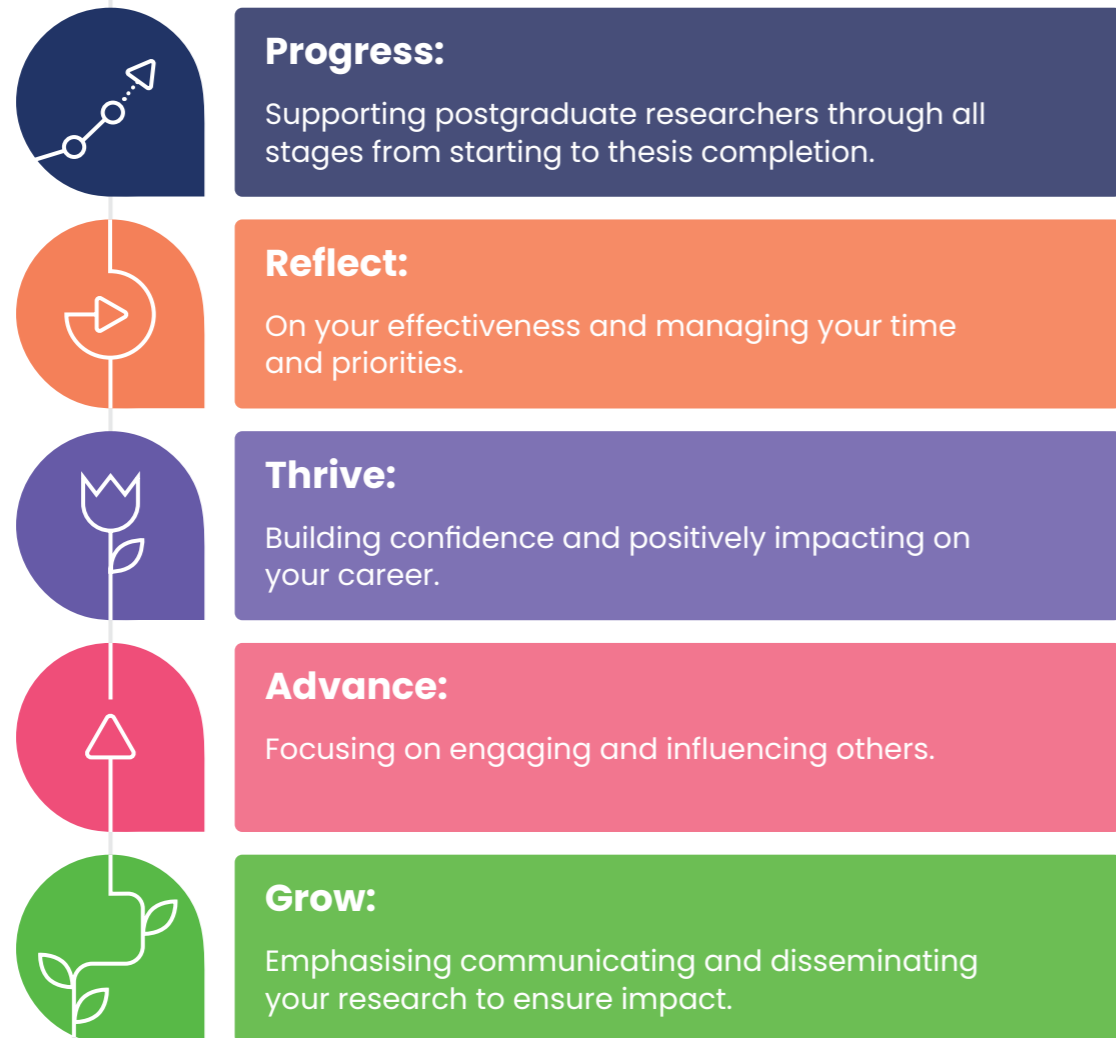 Progress:
Supporting postgraduate researchers through all
stages from starting to thesis completion.
Reflect:
On your effectiveness and managing your time
and priorities.
Thrive:
Building confidence and positively impacting on
your career.
Advance:
Focusing on engaging and influencing others.
Grow:
Emphasising communicating and disseminating
your research to ensure impact.